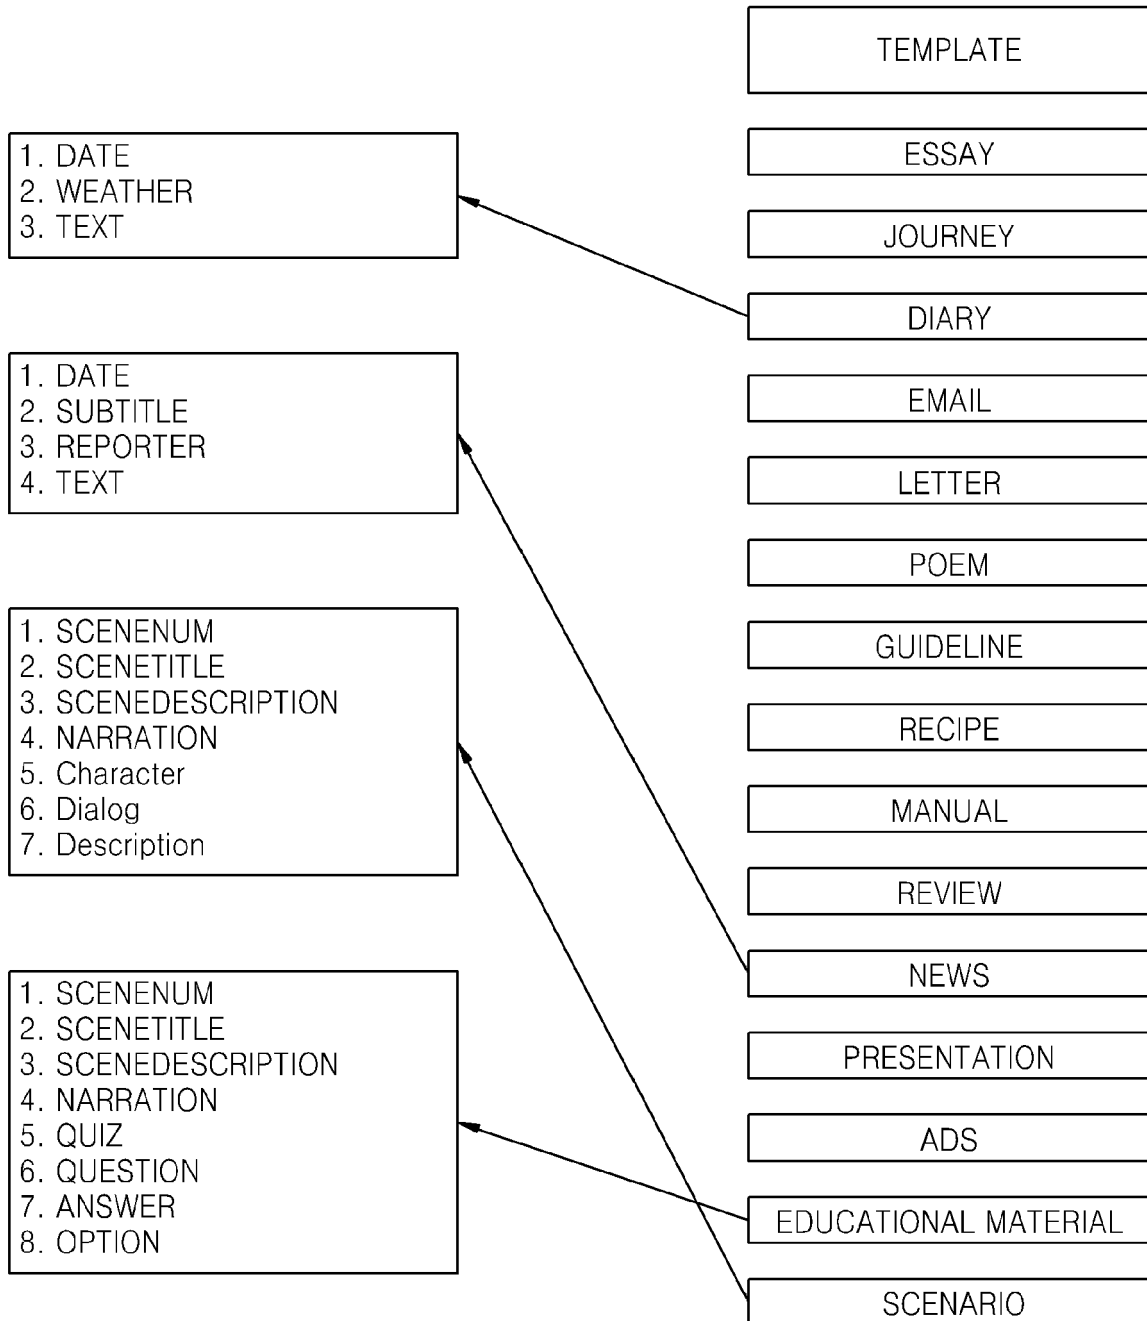 TEMPLATE
1. DATE
2. WEATHER
3. TEXT
1. DATE
2. SUBTITLE
3. REPORTER
4. TEXT
1. SCENENUM
2. SCENETITLE
3. SCENEDESCRIPTION
4. NARRATION
5. Character
6. Dialog
7. Description
1. SCENENUM
2. SCENETITLE
3. SCENEDESCRIPTION
4. NARRATION
5. QUIZ
6. QUESTION
7. ANSWER
8. OPTION
ESSAY
JOURNEY
DIARY
EMAIL
LETTER
POEM
GUIDELINE
RECIPE
MANUAL
REVIEW
NEWS
PRESENTATION
ADS
EDUCATIONAL MATERIAL
SCENARIO